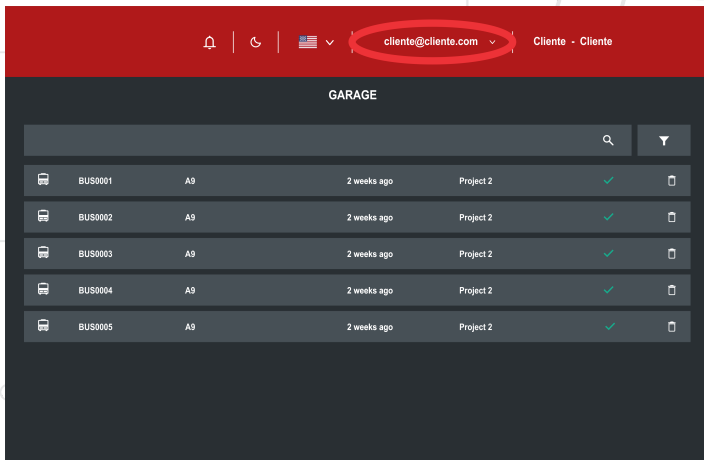 cliente@cliente.com Cliente - Cliente
GARAGE
BUS0001 A9 2 weeks ago Project 2
BUS0002 A9 2 weeks ago Project 2
BUS0003 A9 2 weeks ago Project 2
BUS0004 A9 2 weeks ago Project 2
BUS0005 A9 2 weeks ago Project 2